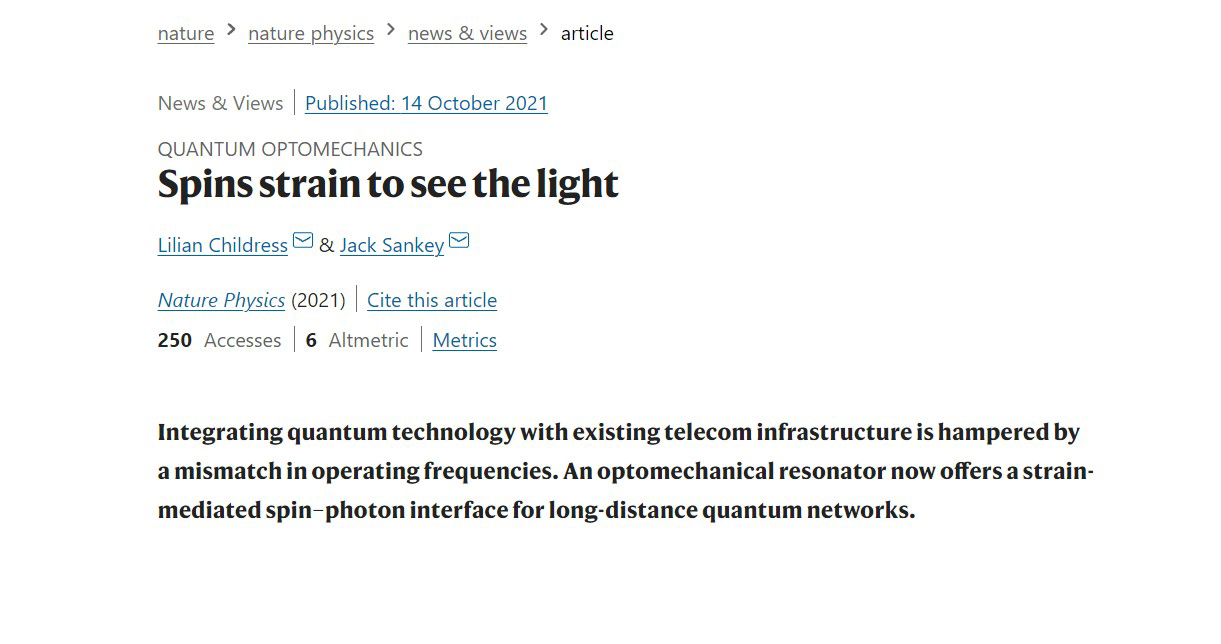 nature > nature physics > news & views > article
News & Views | Published: 14 October 2021
QUANTUM OPTOMECHANICS
Spins strain to see the light
Lilian Childress & Jack Sankey
Nature Physics (2021) | Cite this article
250 Accesses | 6 Altmetric | Metrics
Integrating quantum technology with existing telecom infrastructure is hampered by
a mismatch in operating frequencies. An optomechanical resonator now offers a strain-
mediated spin–photon interface for long-distance quantum networks.